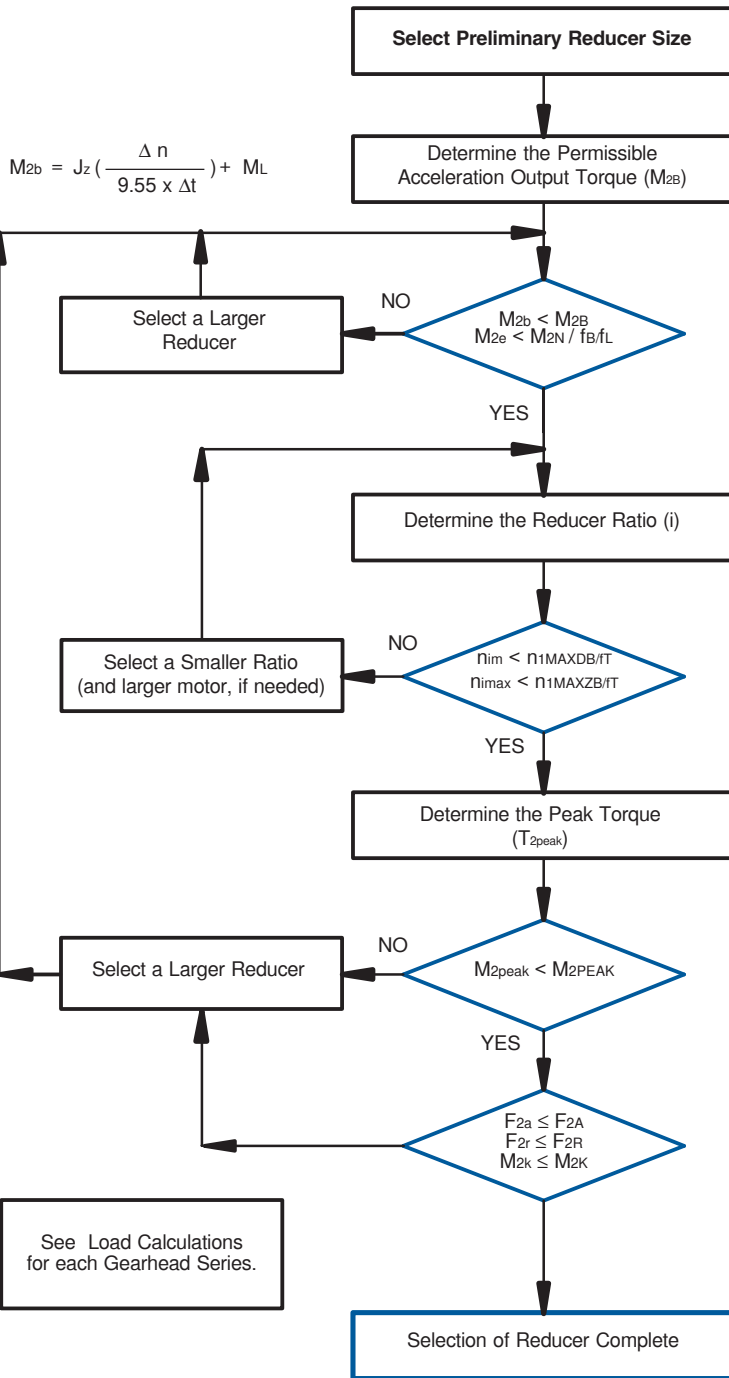 Select Preliminary Reducer Size
M2b = Jz ( Δ n / 9.55 x Δt ) + ML
Determine the Permissible
Acceleration Output Torque (M2B)
NO
Select a Larger
Reducer
M2b < M2B
M2e < M2N / fB/fL
YES
Determine the Reducer Ratio (i)
NO
Select a Smaller Ratio
(and larger motor, if needed)
nim < n1MAXDB/fT
nimax < n1MAXZB/fT
YES
Determine the Peak Torque
(T2peak)
NO
Select a Larger Reducer
M2peak < M2PEAK
YES
F2a ≤ F2A
F2r ≤ F2R
M2k ≤ M2K
See Load Calculations
for each Gearhead Series.
Selection of Reducer Complete